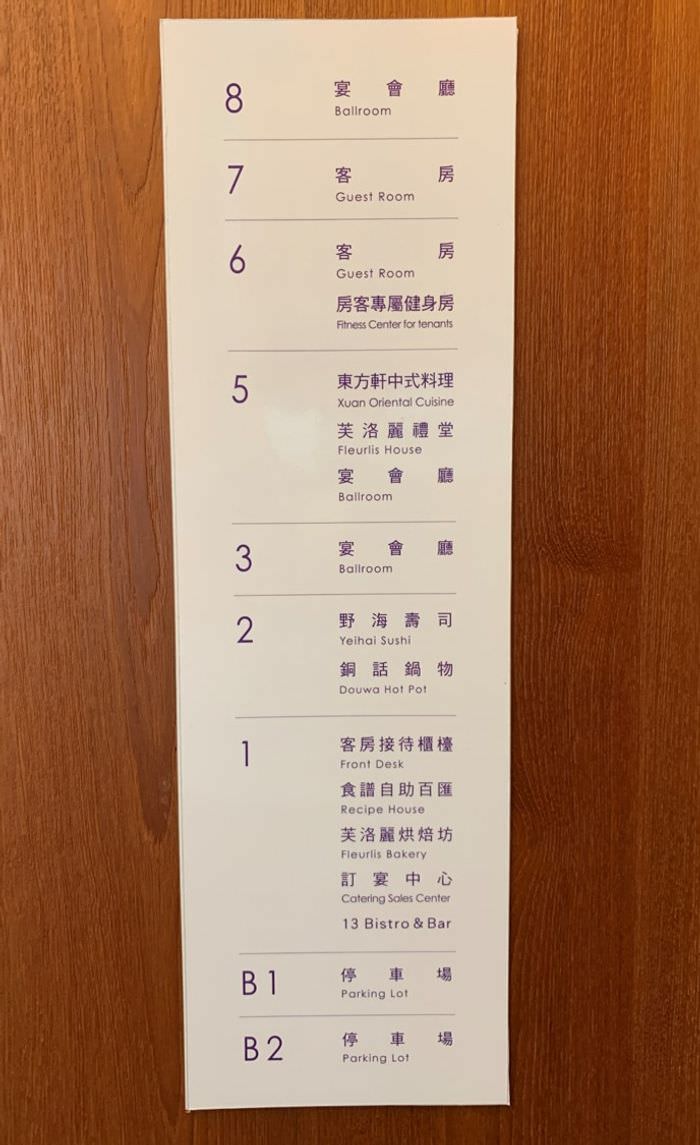 8
宴會廳
Ballroom
7
客房
Guest Room
6
客房
Guest Room
房客專屬健身房
Fitness Center for tenants
5
東方軒中式料理
Xuan Oriental Cuisine
芙洛麗禮堂
Fleurlis House
宴會廳
Ballroom
3
宴會廳
Ballroom
2
野海壽司
Yeihai Sushi
銅話鍋物
Douwa Hot Pot
1
客房接待櫃檯
Front Desk
食譜自助百匯
Recipe House
芙洛麗烘焙坊
Fleurlis Bakery
訂宴中心
Catering Sales Center
13 Bistro & Bar
B1
停車場
Parking Lot
B2
停車場
Parking Lot